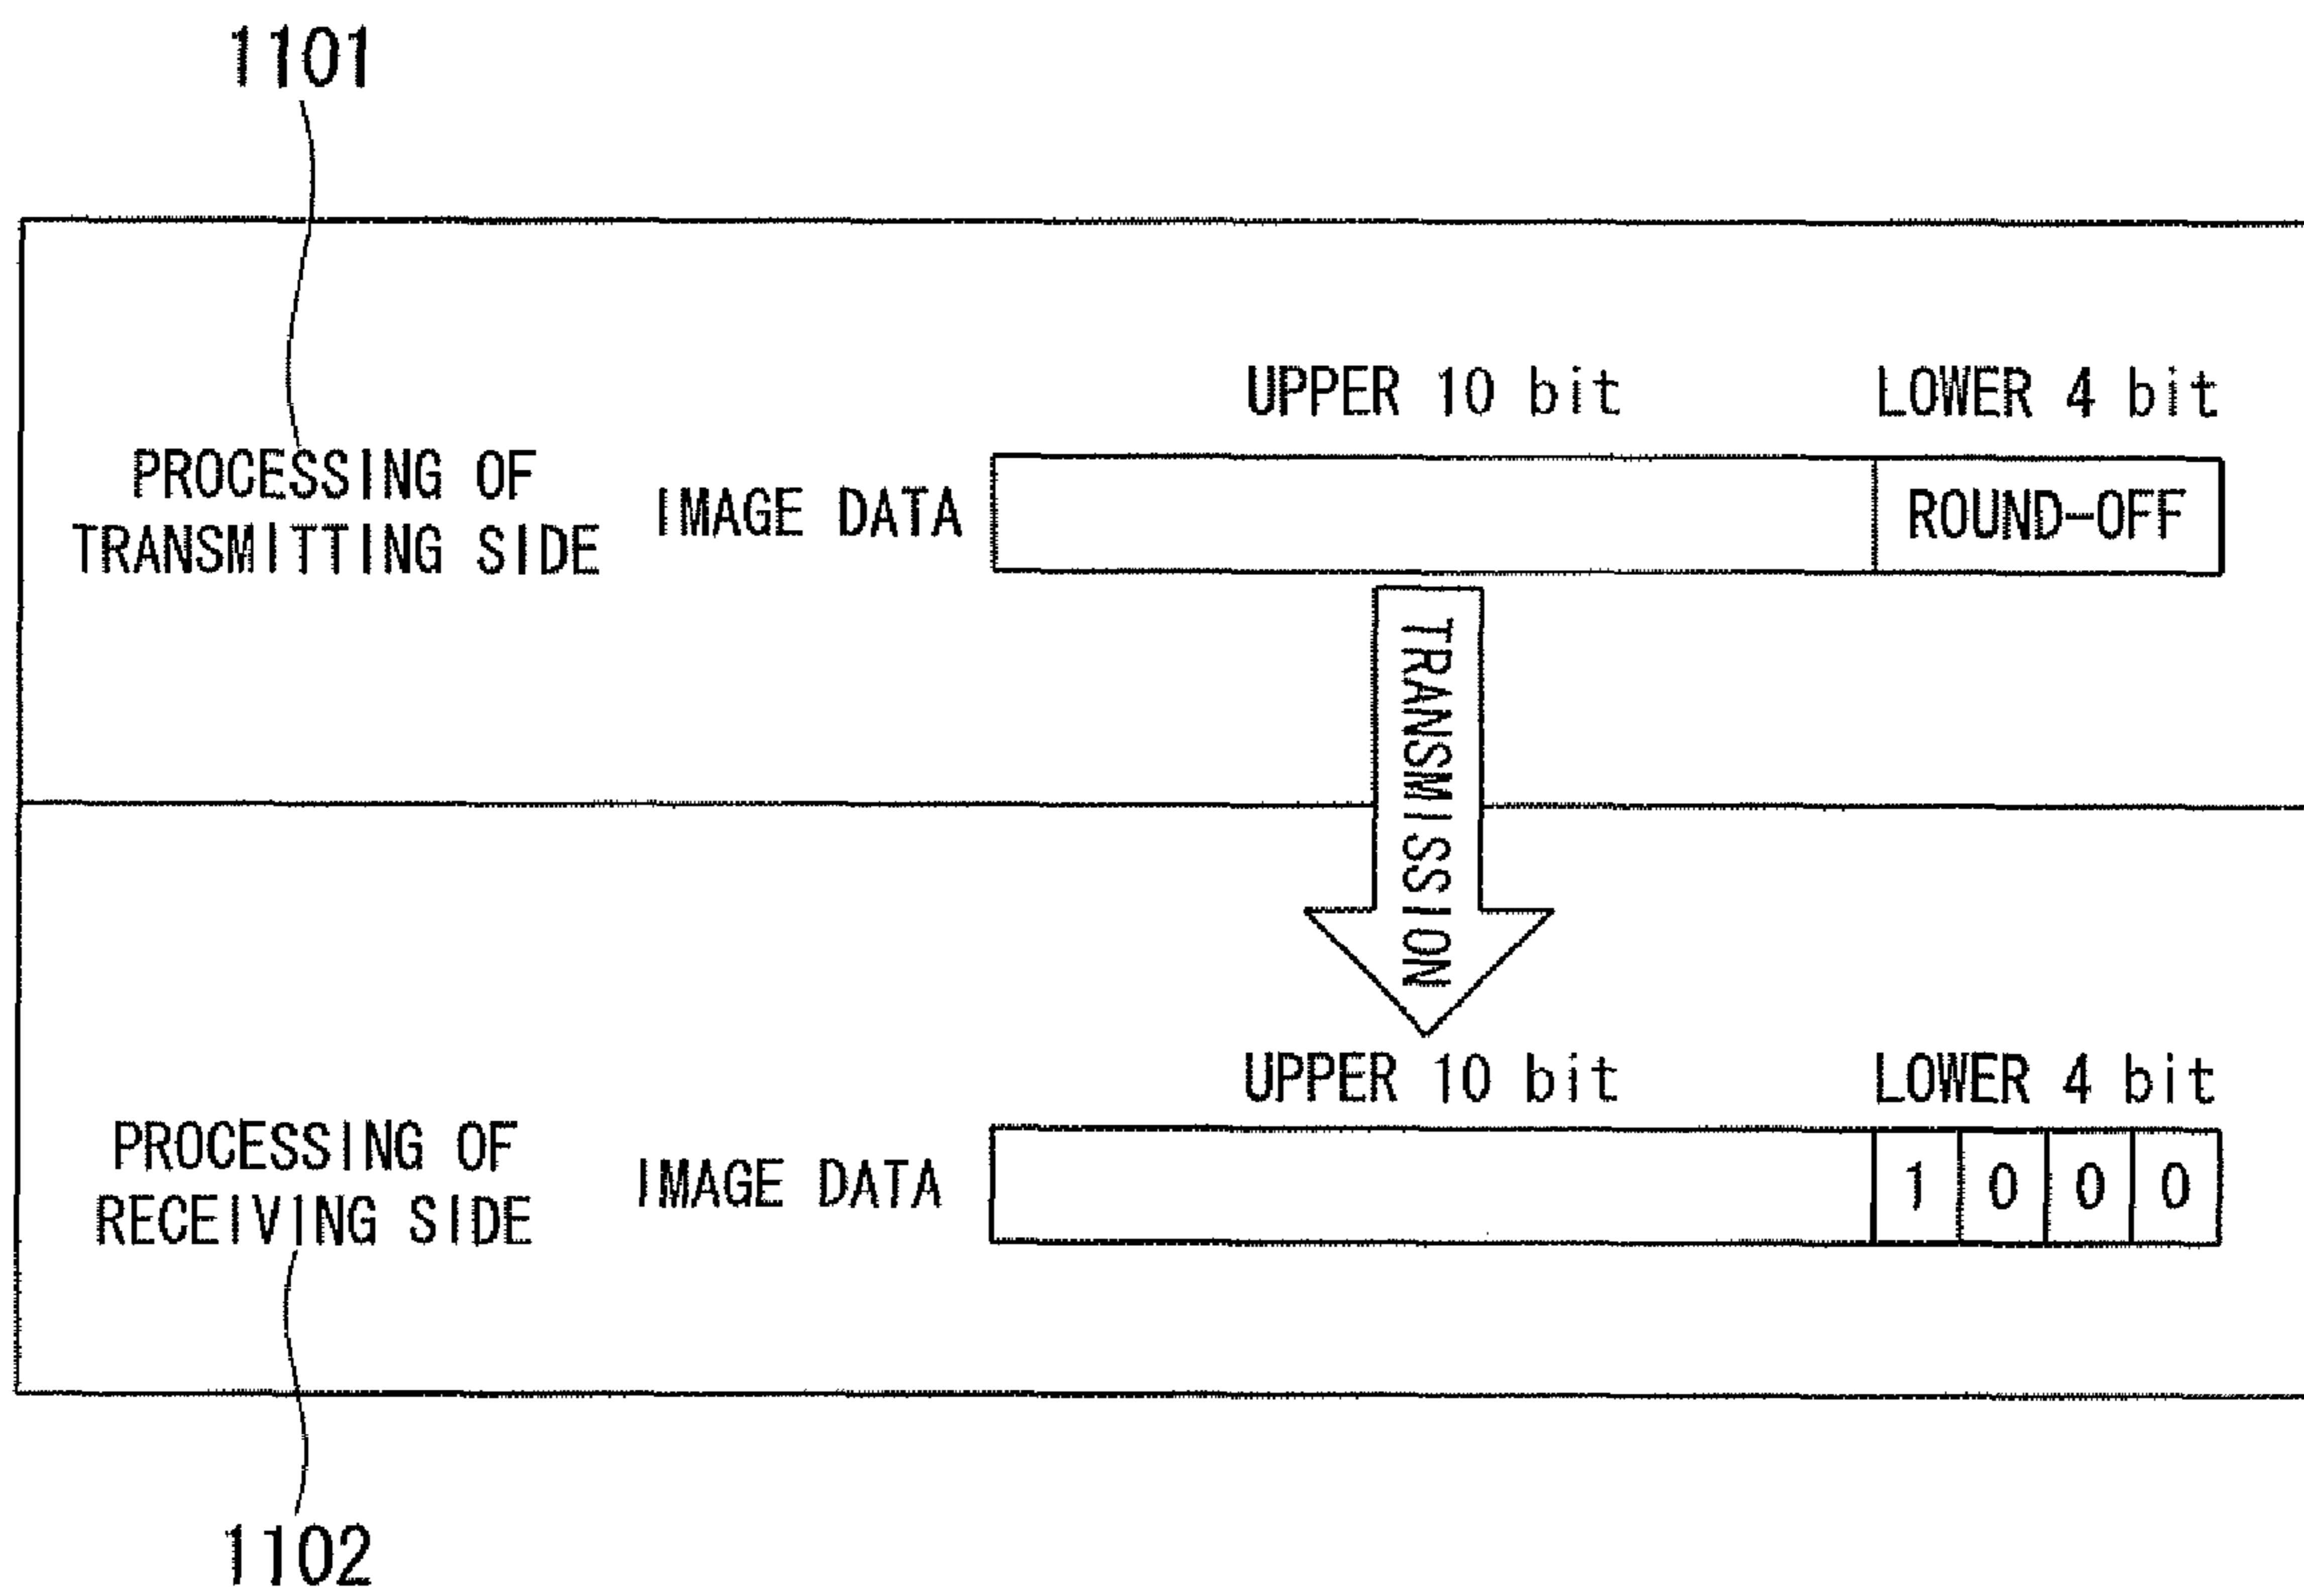 1101
UPPER 10 bit
LOWER 4 bit
PROCESSING OF
TRANSMITTING SIDE
IMAGE DATA
ROUND-OFF
TRANSMISSION
UPPER 10 bit
LOWER 4 bit
PROCESSING OF
RECEIVING SIDE
IMAGE DATA
1 0 0 0
1102